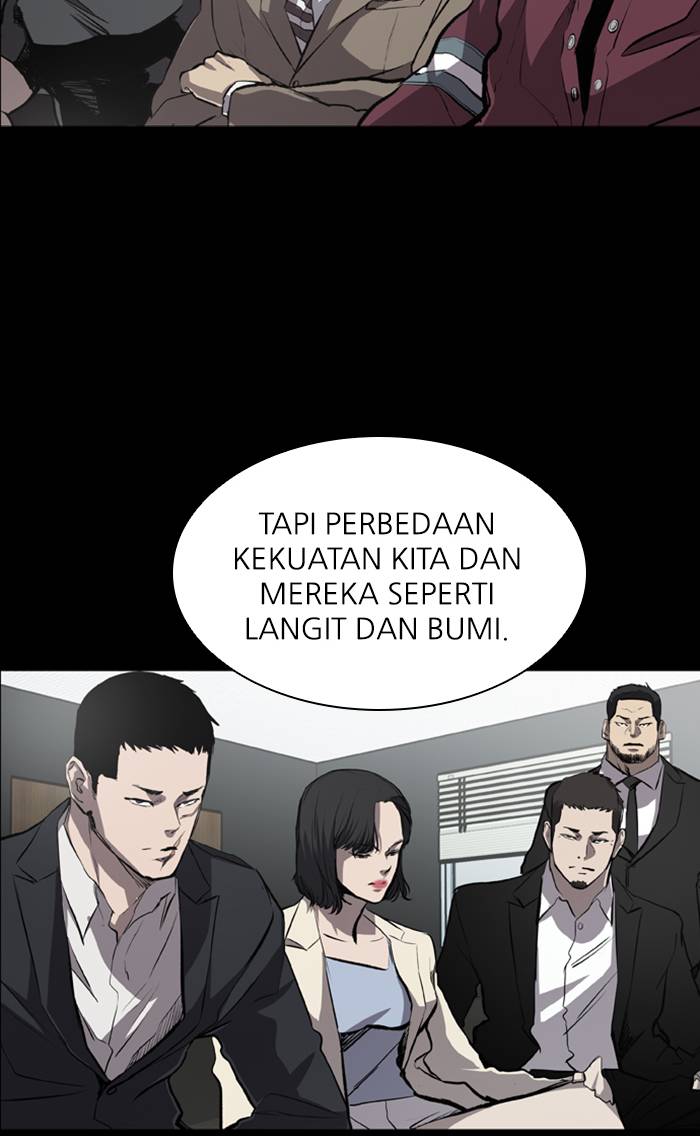 TAPI PERBEDAAN
KEKUATAN KITA DAN
MEREKA SEPERTI
LANGIT DAN BUMI.